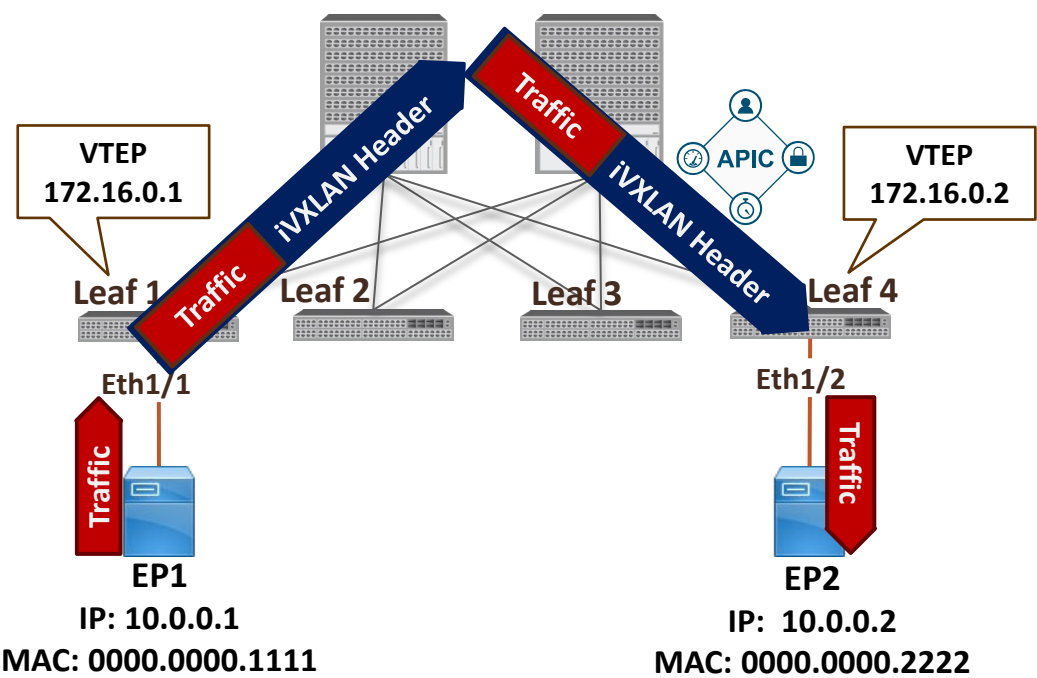 Traffic
iVXLAN Header
Traffic
iVXLAN Header
APIC
VTEP
172.16.0.1
VTEP
172.16.0.2
Leaf 1
Leaf 2
Leaf 3
Leaf 4
Eth1/1
Eth1/2
Traffic
Traffic
EP1
IP: 10.0.0.1
MAC: 0000.0000.1111
EP2
IP:  10.0.0.2
MAC: 0000.0000.2222